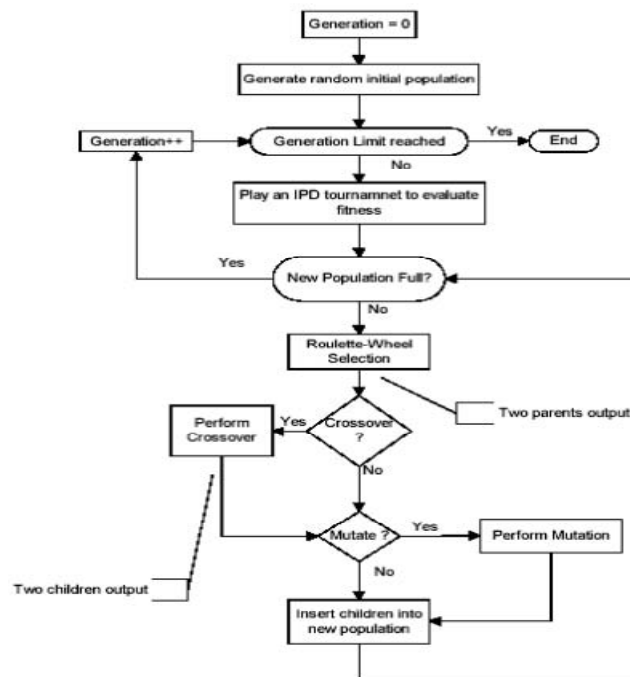 Generation = 0
Generate random initial population
Generation++
Generation Limit reached
Yes
End
No
Play an IPD tournamnet to evaluate
fitness
Yes
New Population Full?
No
Roulette-Wheel
Selection
Two parents output
Perform
Crossover
Yes
Crossover
?
No
Mutate ?
Yes
Perform Mutation
Two children output
No
Insert children into
new population